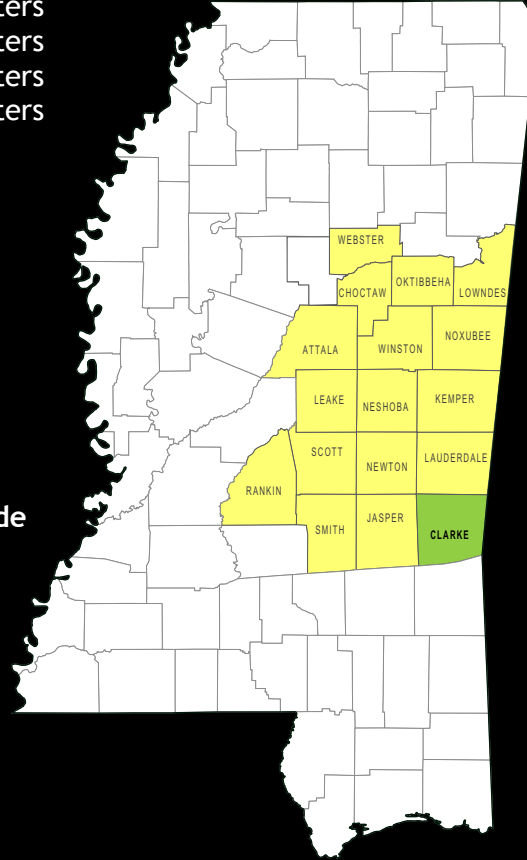 ters
ters
ters
ters
WEBSTER
CHOCTAW
OKTIBBEHA
LOWNDES
ATTALA
WINSTON
NOXUBEE
LEAKE
NESHOBA
KEMPER
SCOTT
NEWTON
LAUDERDALE
RANKIN
SMITH
JASPER
CLARKE
de